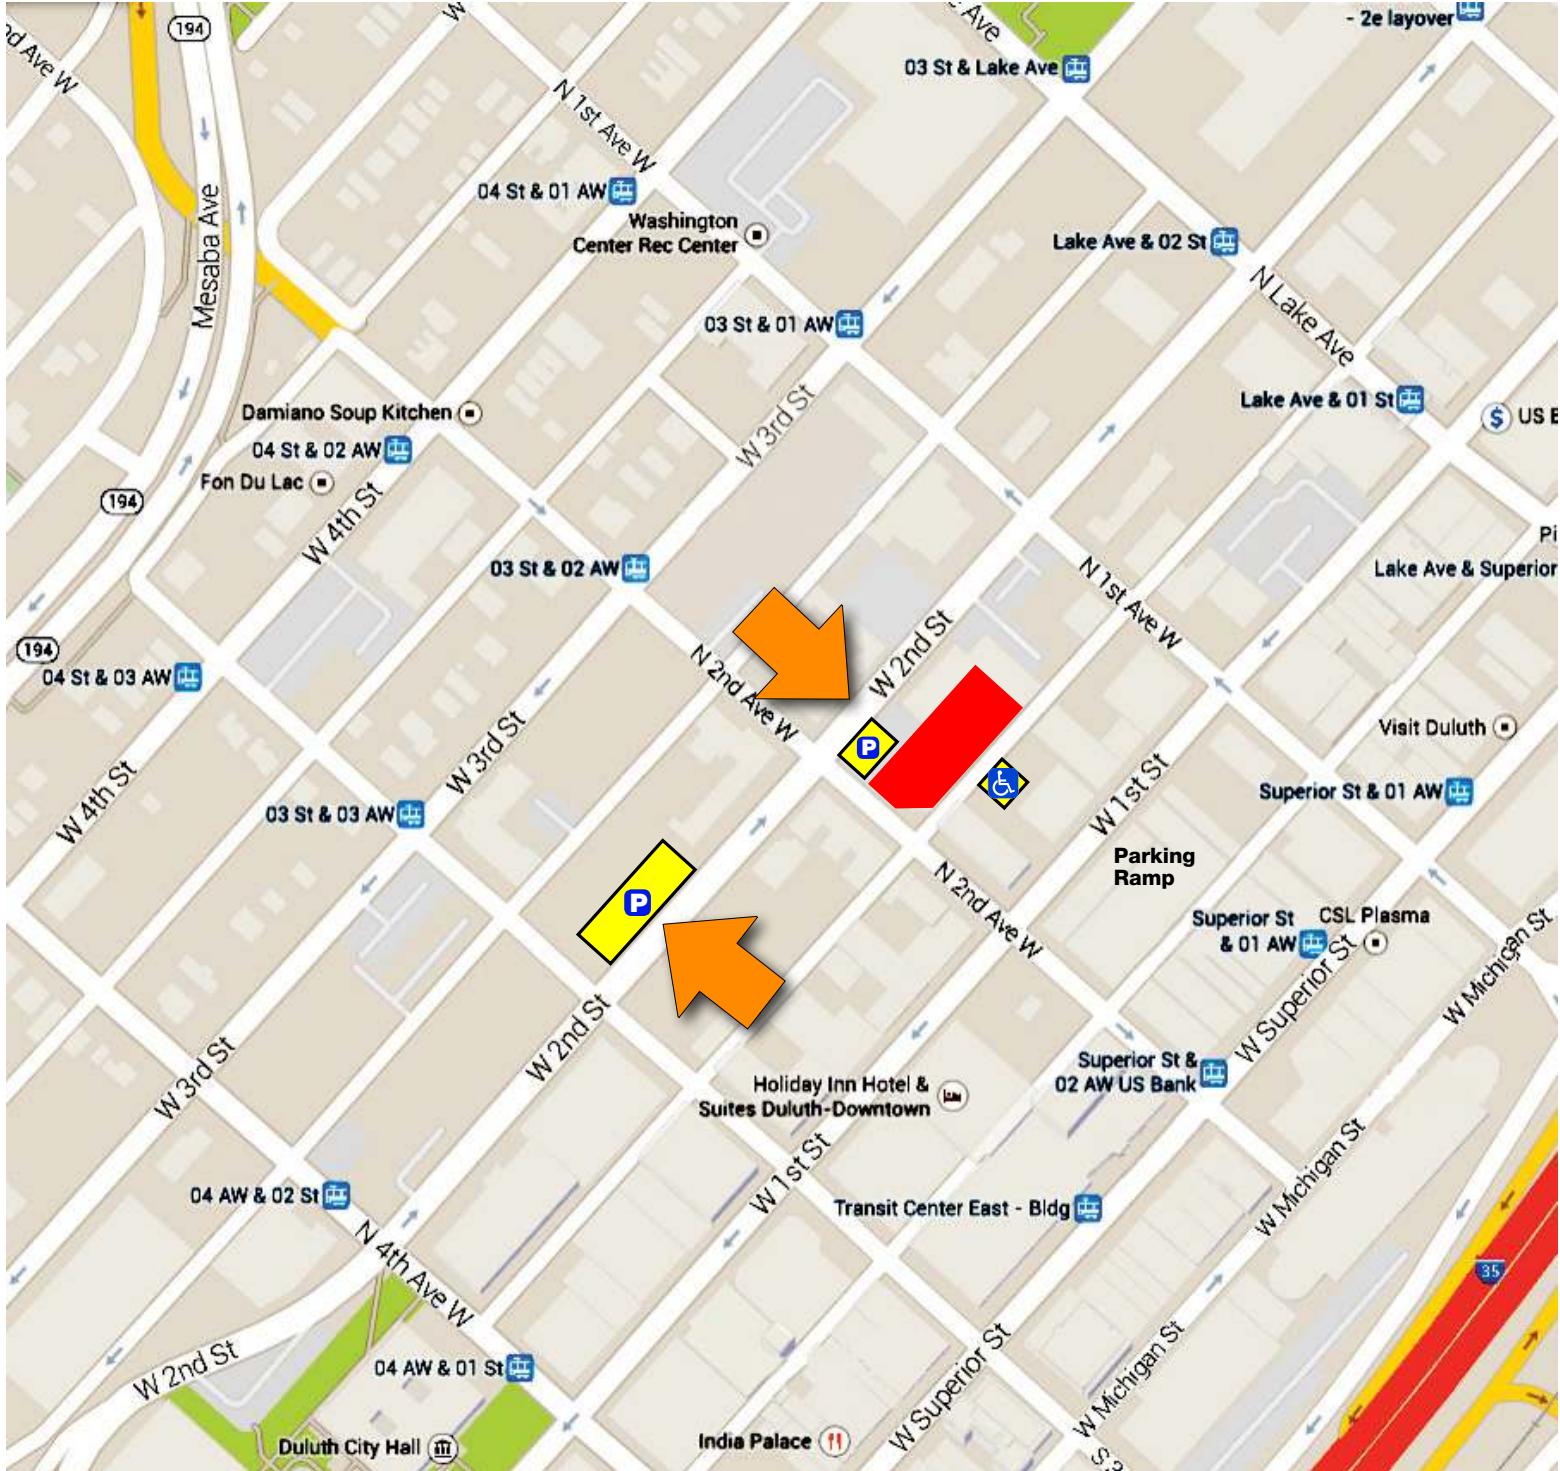 - 2e layover
Ave
194
Ave W
W
03 St & Lake Ave
N 1st Ave W
04 St & 01 AW
Washington
Center Rec Center
Mesaba Ave
Lake Ave & 02 St
N Lake Ave
03 St & 01 AW
Damiano Soup Kitchen
04 St & 02 AW
Fon Du Lac
194
W 4th St
W 3rd St
Lake Ave & 01 St
$
US
Lake Ave & Superior
03 St & 02 AW
N 1st Ave W
W 2nd St
N 2nd Ave W
194
04 St & 03 AW
W 4th St
W 3rd St
03 St & 03 AW
P
Visit Duluth
W 1st St
Superior St & 01 AW
Parking
Ramp
P
N 2nd Ave W
Superior St
& 01 AW
CSL Plasma
W Superior St
W Michigan St
W 2nd St
W 3rd St
Superior St &
02 AW US Bank
Holiday Inn Hotel &
Suites Duluth-Downtown
W 1st St
W Michigan St
Transit Center East - Bldg
04 AW & 02 St
N 4th Ave W
35
W 2nd St
04 AW & 01 St
Duluth City Hall
India Palace
W Superior St
W Michigan St